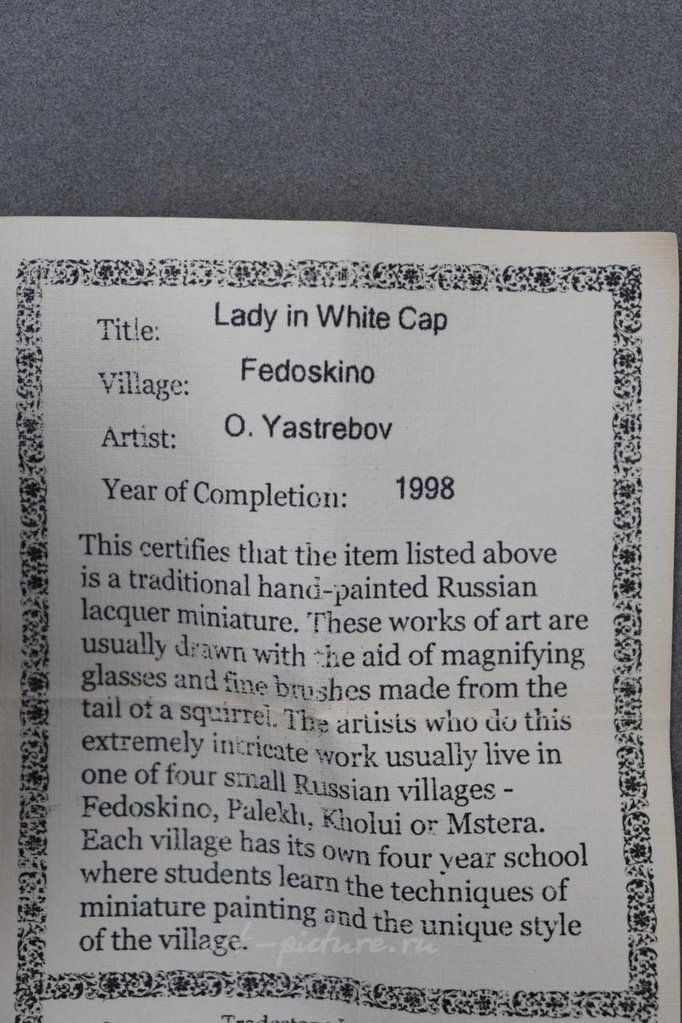 Title: Lady in White Cap
Village: Fedoskino
Artist: O. Yastrebov
Year of Completion: 1998
This certifies that the item listed above
is a traditional hand-painted Russian
lacquer miniature. These works of art are
usually drawn with the aid of magnifying
glasses and fine brushes made from the
tail of a squirrel. The artists who do this
extremely intricate work usually live in
one of four small Russian villages -
Fedoskino, Palekh, Kholui or Mstera.
Each village has its own four year school
where students learn the techniques of
miniature painting and the unique style
of the village.